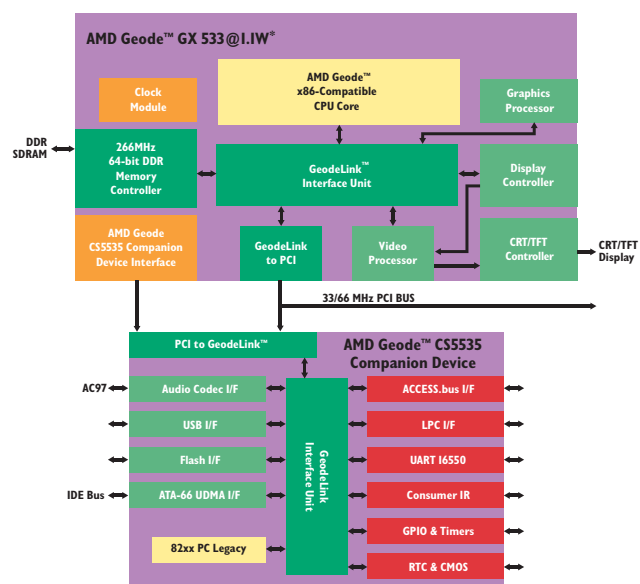 AMD Geode™ GX 533@1.1W*
Clock
Module
AMD Geode™
x86-Compatible
CPU Core
Graphics
Processor
DDR
SDRAM
266MHz
64-bit DDR
Memory
Controller
GeodeLink™
Interface Unit
Display
Controller
AMD Geode
CS5535 Companion
Device Interface
GeodeLink
to PCI
Video
Processor
CRT/TFT
Controller
CRT/TFT
Display
33/66 MHz PCI BUS
PCI to GeodeLink™
AMD Geode™ CS5535
Companion Device
AC97
Audio Codec I/F
USB I/F
Flash I/F
IDE Bus
ATA-66 UDMA I/F
82xx PC Legacy
GeodeLink
Interface Unit
ACCESS.bus I/F
LPC I/F
UART 16550
Consumer IR
GPIO & Timers
RTC & CMOS